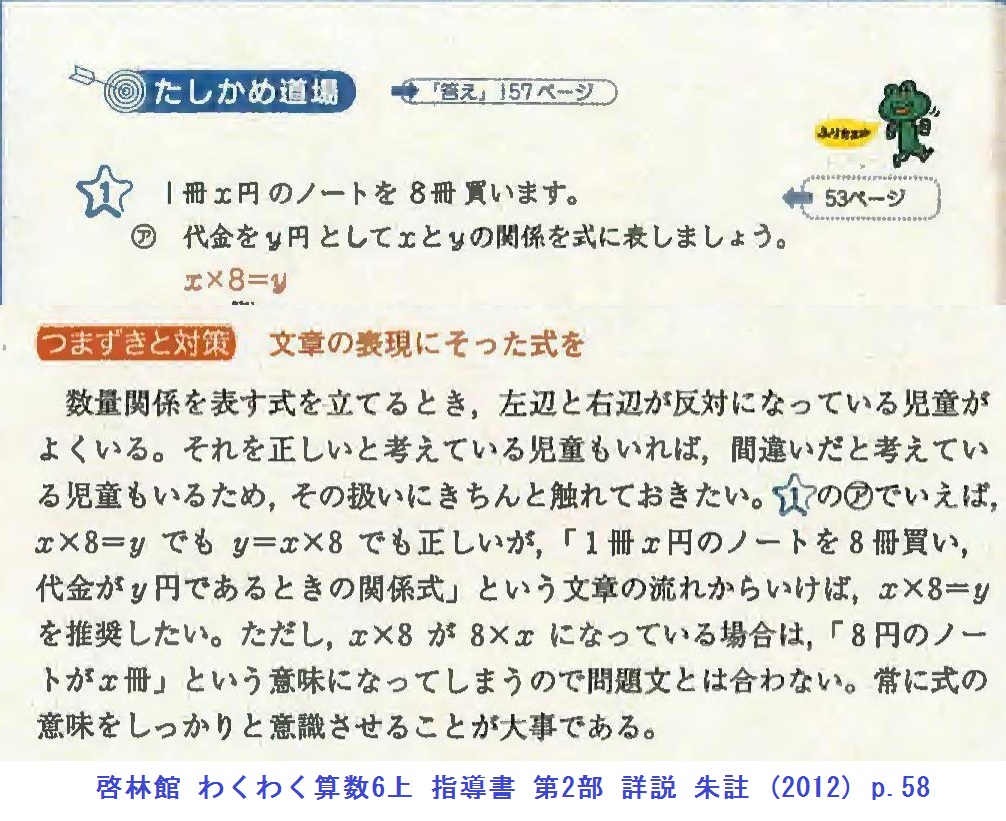 たしかめ道場
「答え」157ページ
ふりかえり
1 1冊x円のノートを8冊買います。
53ページ
㋐ 代金をy円としてxとyの関係を式に表しましょう。
x×8=y
つまずきと対策 文章の表現にそった式を
数量関係を表す式を立てるとき，左辺と右辺が反対になっている児童が
よくいる。それを正しいと考えている児童もいれば，間違いだと考えてい
る児童もいるため，その扱いにきちんと触れておきたい。1の㋐でいえば，
x×8=y でも y=x×8 でも正しいが，「1冊x円のノートを8冊買い，
代金がy円であるときの関係式」という文章の流れからいけば，x×8=y
を推奨したい。ただし，x×8 が 8×x になっている場合は，「8円のノー
トがx冊」という意味になってしまうので問題文とは合わない。常に式の
意味をしっかりと意識させることが大事である。
啓林館 わくわく算数6上 指導書 第2部 詳説 朱註 (2012) p.58